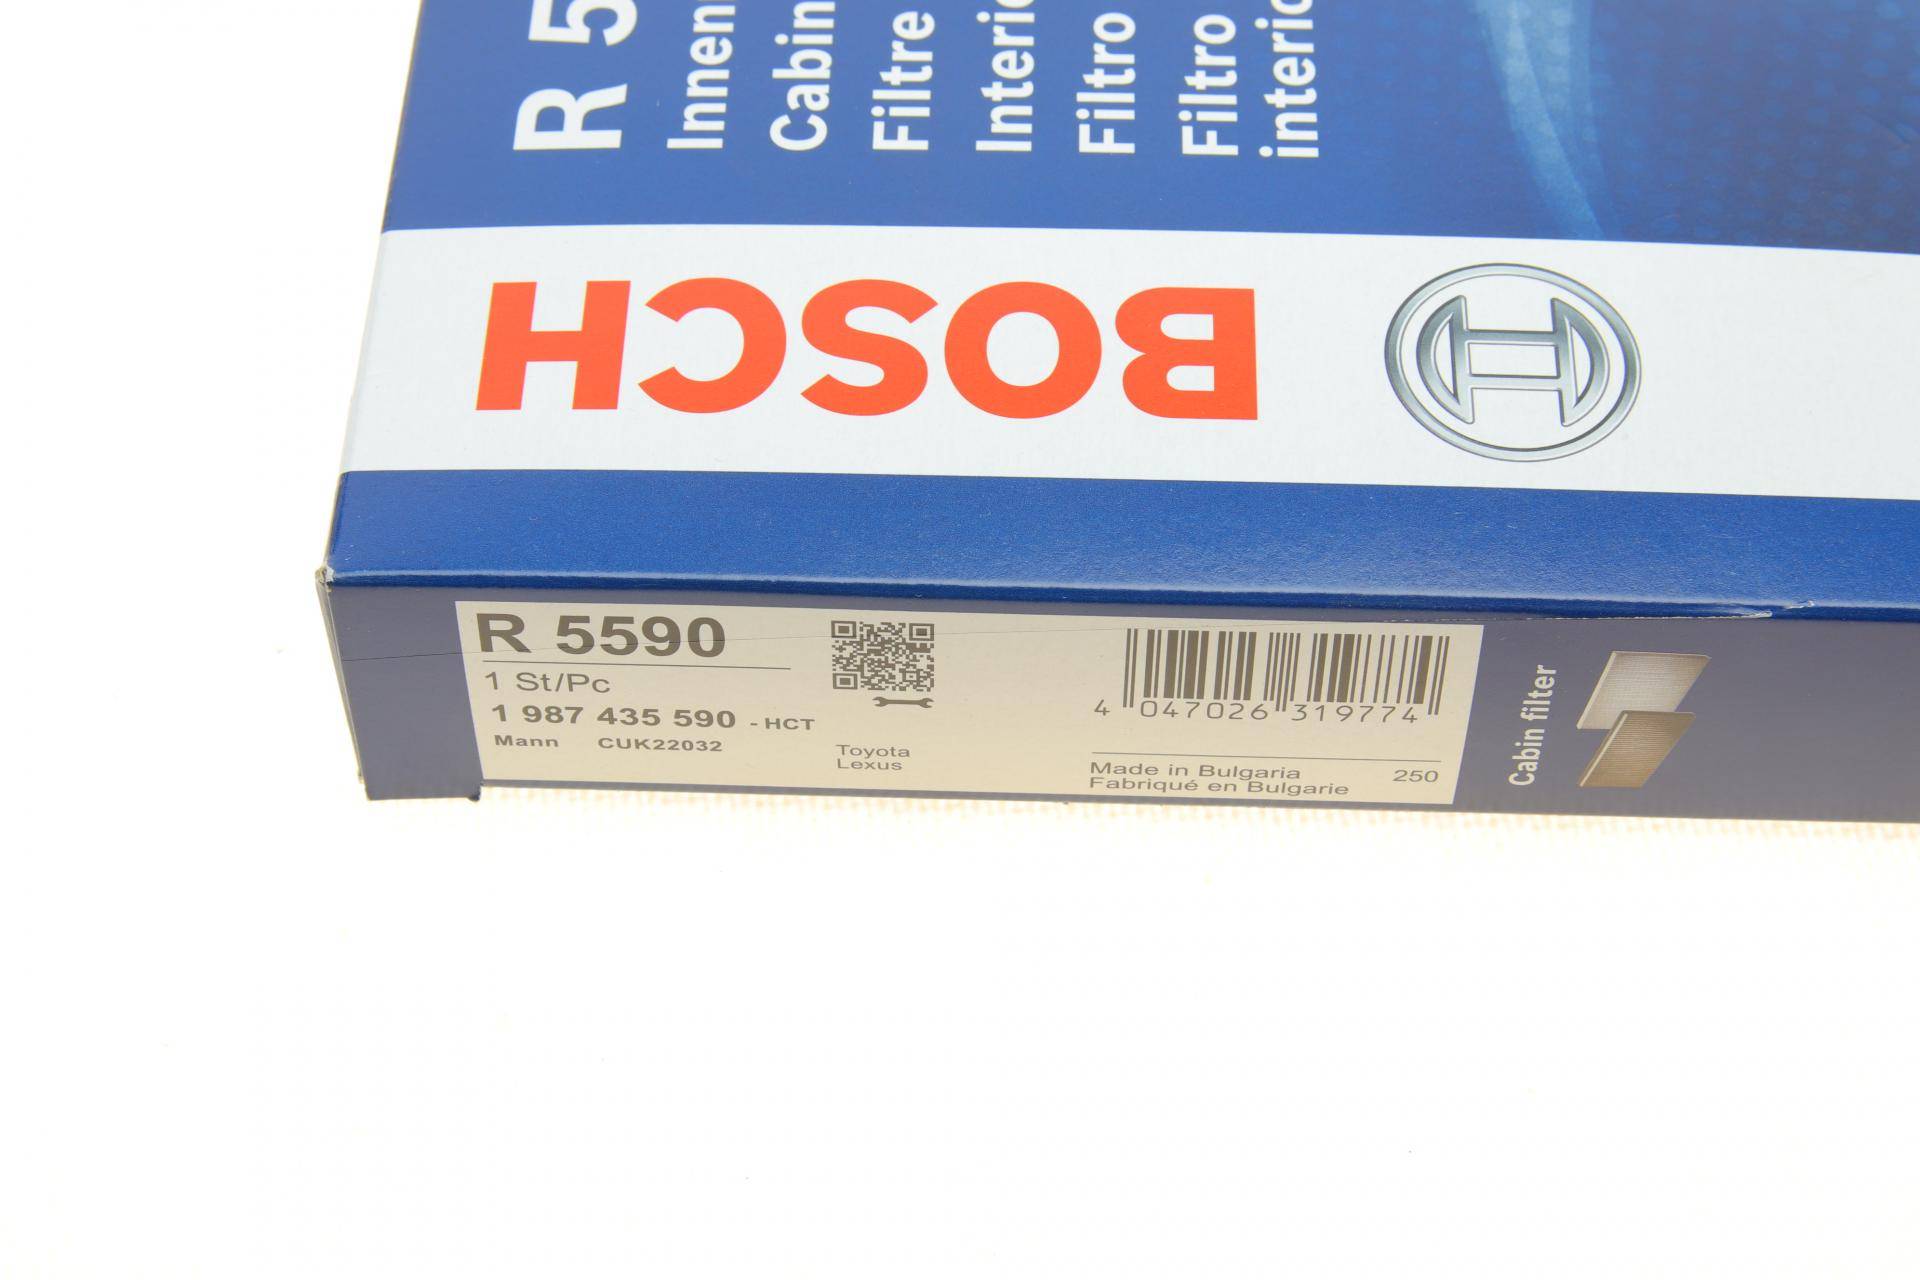 R 5
Innen
Cabin
Filtre
Interio
Filtro
Filtro
interio
BOSCH
R 5590
1 St/Pc
1 987 435 590 - HCT
Mann CUK22032
Toyota
Lexus
4 047026 319774
Made in Bulgaria 250
Fabriqué en Bulgarie
Cabin filter